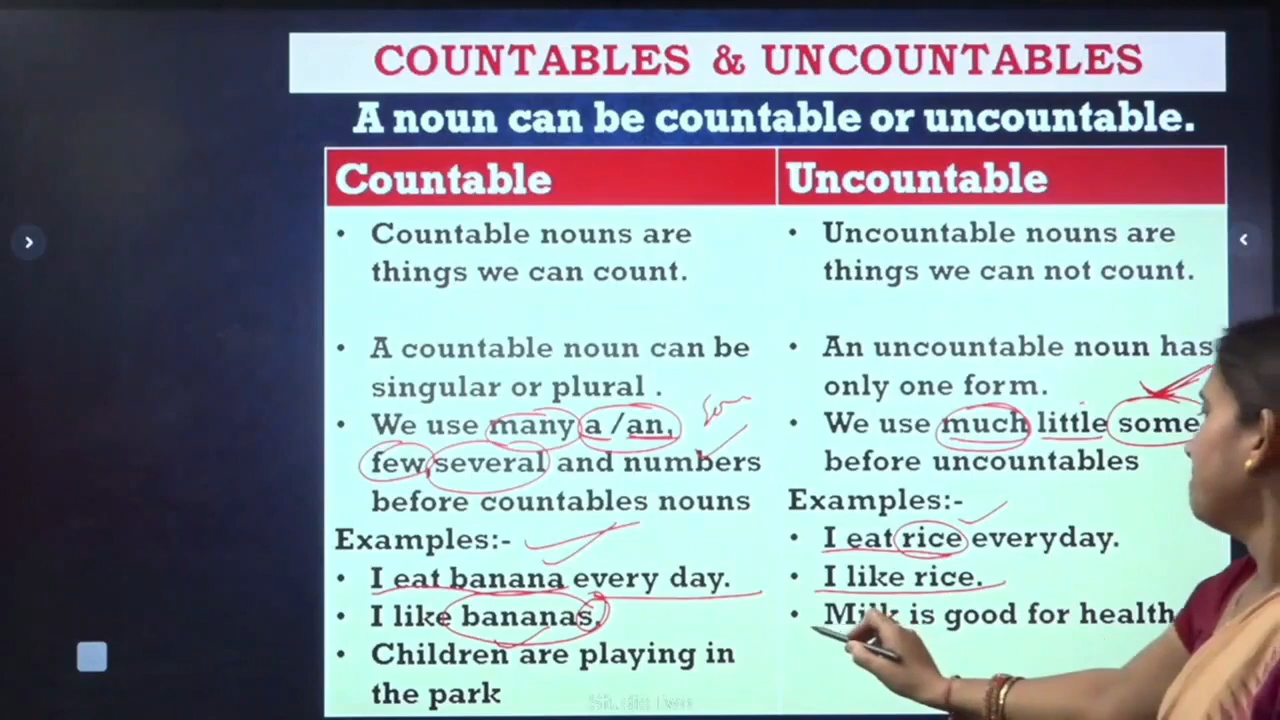 COUNTABLES & UNCOUNTABLES
A noun can be countable or uncountable.
Countable
• Countable nouns are
things we can count.
• A countable noun can be
singular or plural .
• We use many a /an,
few several and numbers
before countables nouns
Examples:-
• I eat banana every day.
• I like bananas.
• Children are playing in
the park
Uncountable
• Uncountable nouns are
things we can not count.
• An uncountable noun has
only one form.
• We use much little some
before uncountables
Examples:-
• I eat rice everyday.
• I like rice.
• Milk is good for health